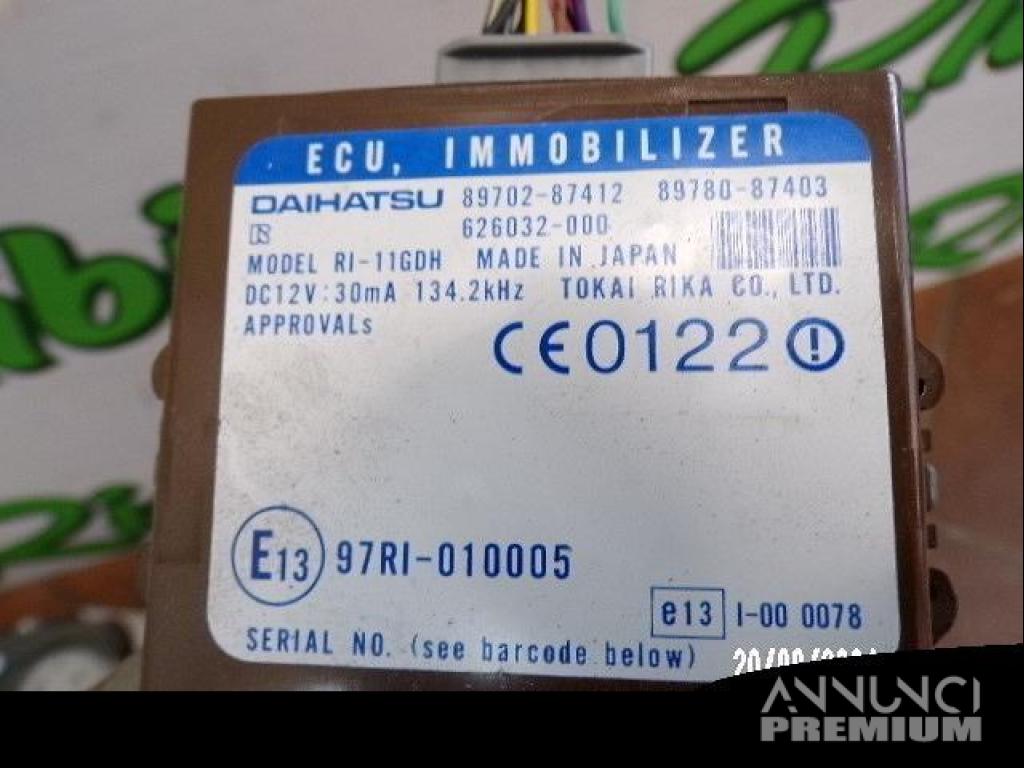 ECU, IMMOBILIZER
DAIHATSU 89702-87412 89780-87403
626032-000
MODEL RI-11GDH MADE IN JAPAN
DC12V:30mA 134.2kHz TOKAI RIKA CO., LTD.
APPROVALs
CE0122
E13 97RI-010005
e13 I-00 0078
SERIAL NO. (see barcode below)
ANNUNCI
PREMIUM